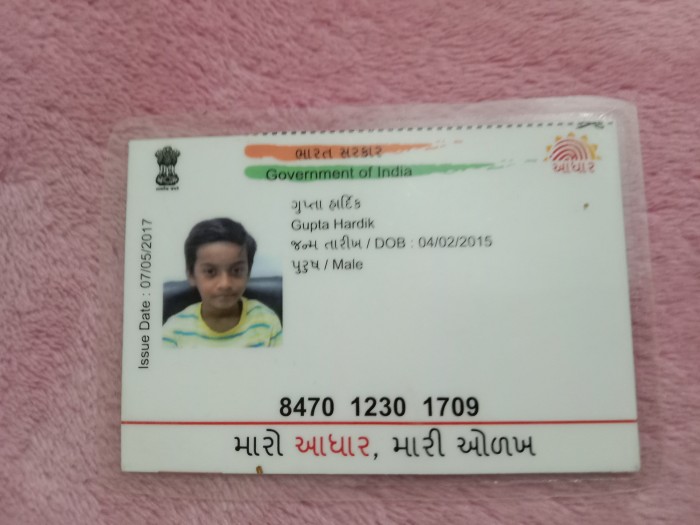 ભારત સરકાર
Government of India
આધાર
ગુપ્તા હાર્દિક
Gupta Hardik
જન્મ તારીખ / DOB : 04/02/2015
પુરુષ / Male
Issue Date : 07/05/2017
8470 1230 1709
મારો આધાર, મારી ઓળખ